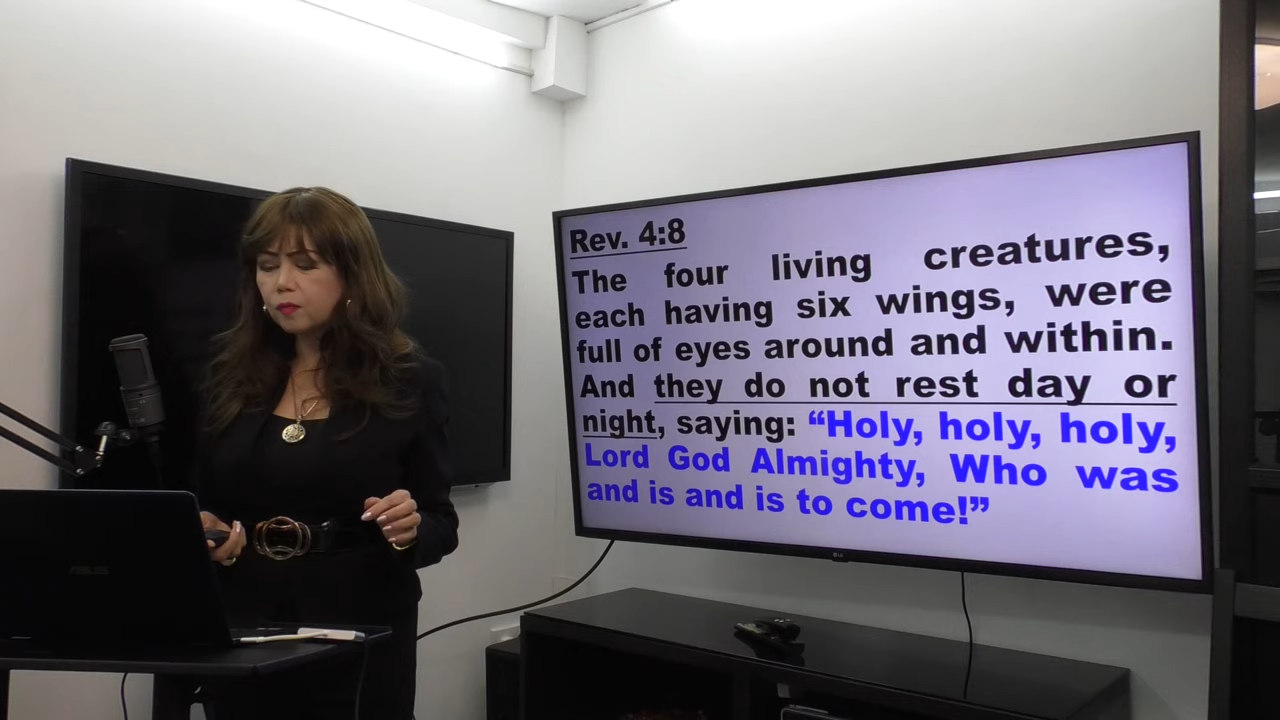 Rev. 4:8
The four living creatures,
each having six wings, were
full of eyes around and within.
And they do not rest day or
night, saying: “Holy, holy, holy,
Lord God Almighty, Who was
and is and is to come!”
LG
ASUS